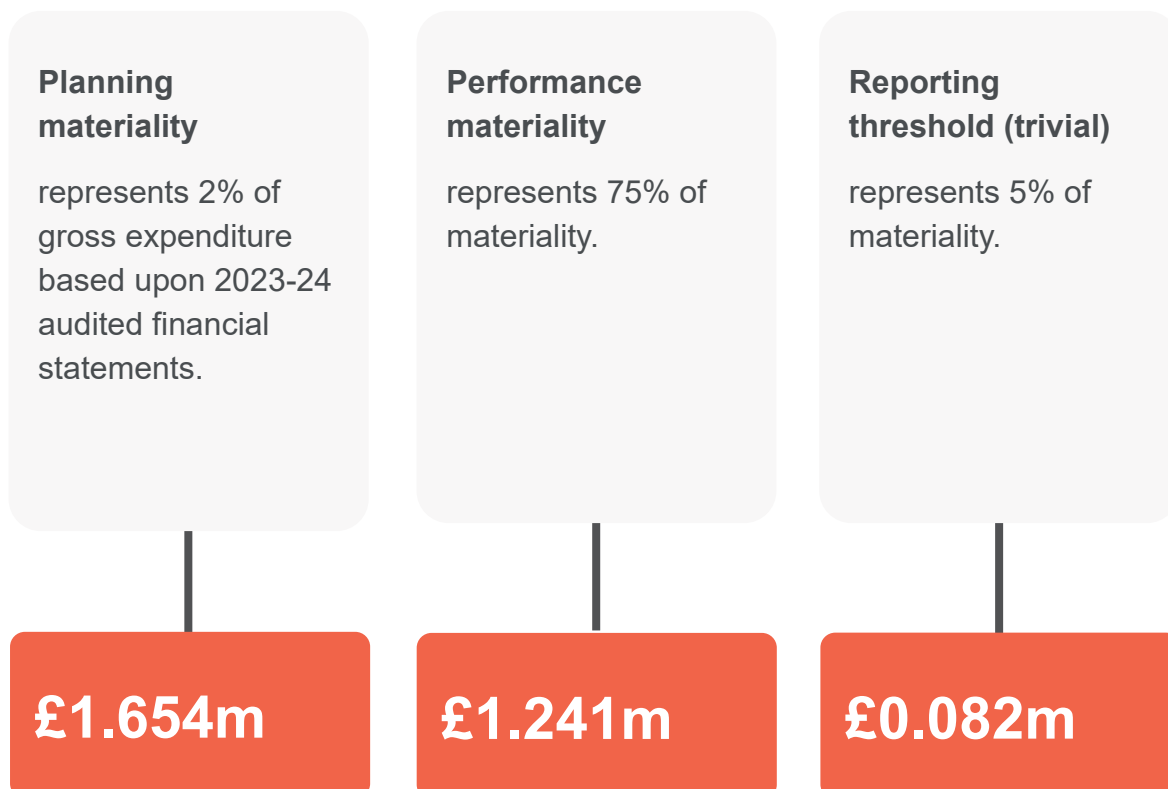 Planning
materiality
represents 2% of
gross expenditure
based upon 2023-24
audited financial
statements.
£1.654m
Performance
materiality
represents 75% of
materiality.
£1.241m
Reporting
threshold (trivial)
represents 5% of
materiality.
£0.082m